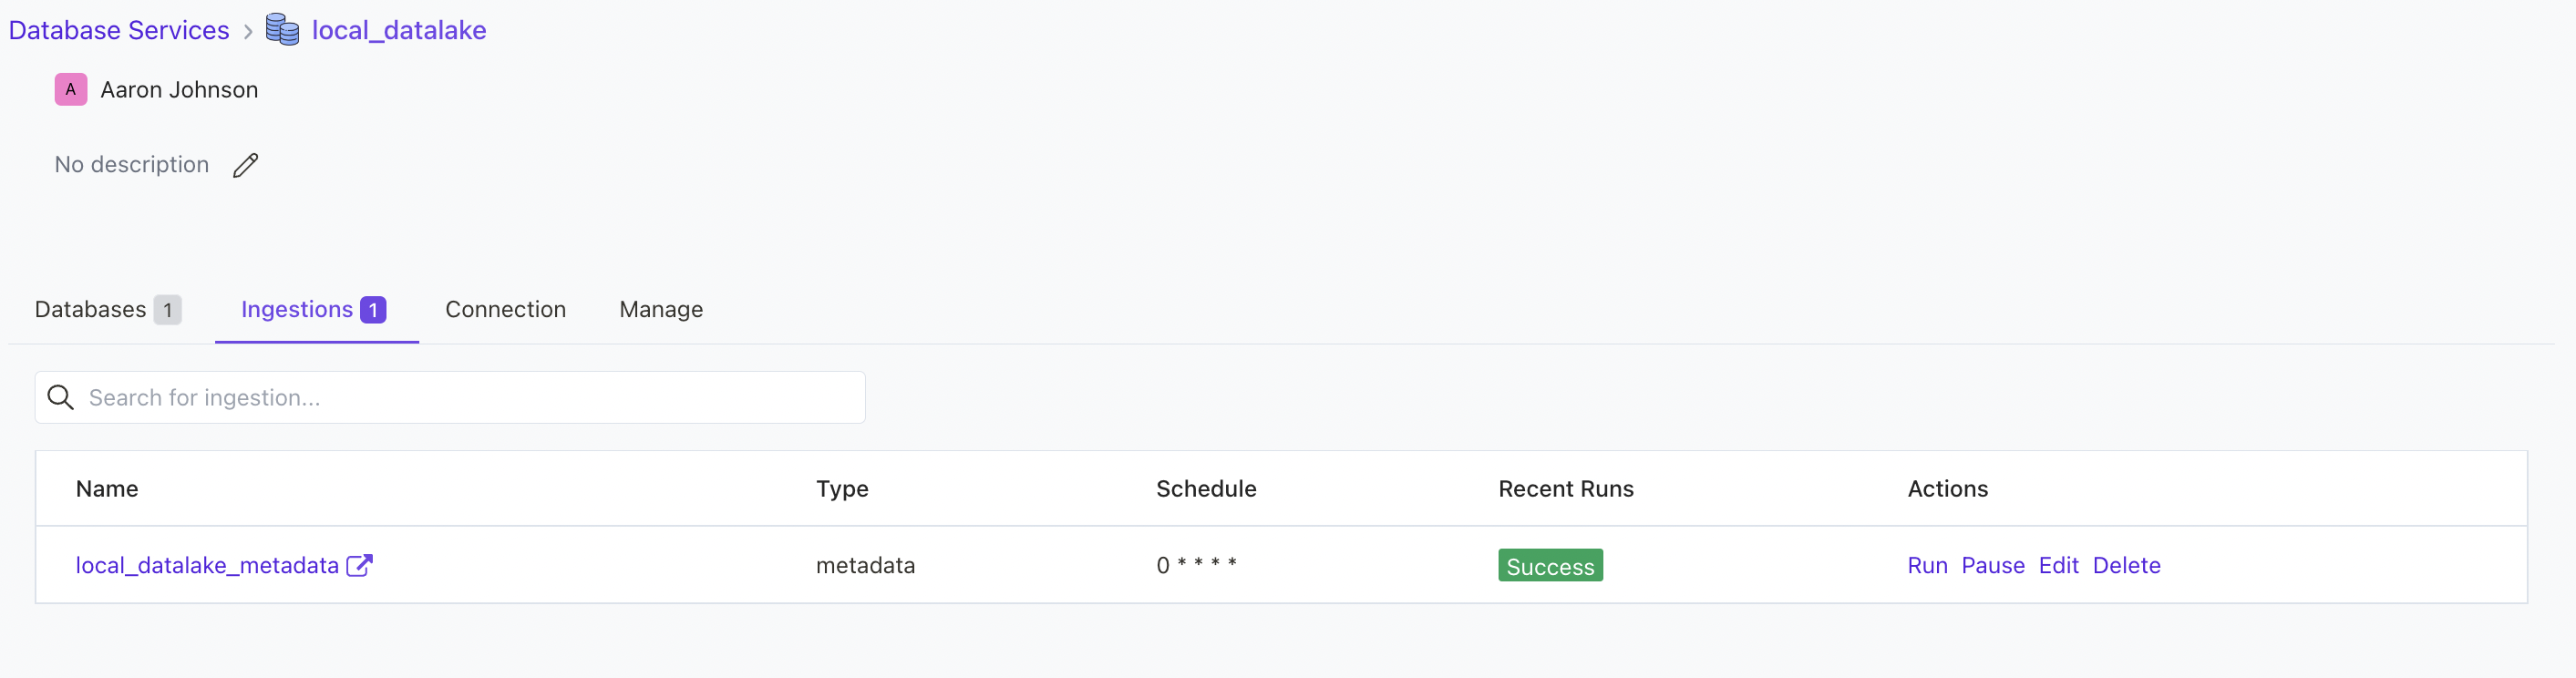 Database Services > local_datalake
A Aaron Johnson
No description
Databases 1 Ingestions 1 Connection Manage
Search for ingestion...
Name Type Schedule Recent Runs Actions
local_datalake_metadata metadata 0 * * * * Success Run Pause Edit Delete